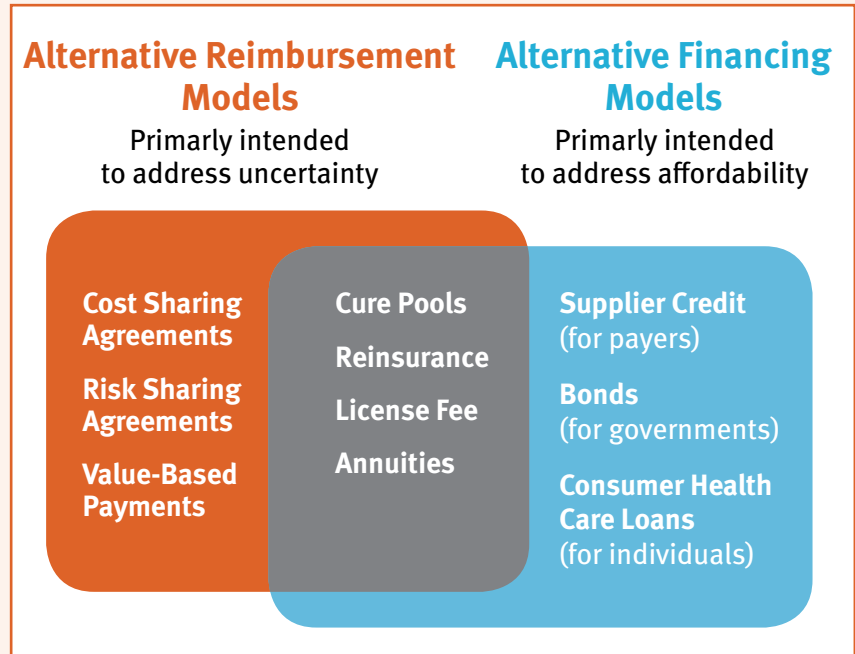 Alternative Reimbursement
Models
Primarily intended
to address uncertainty
Alternative Financing
Models
Primarily intended
to address affordability
Cost Sharing
Agreements
Risk Sharing
Agreements
Value-Based
Payments
Cure Pools
Reinsurance
License Fee
Annuities
Supplier Credit
(for payers)
Bonds
(for governments)
Consumer Health
Care Loans
(for individuals)